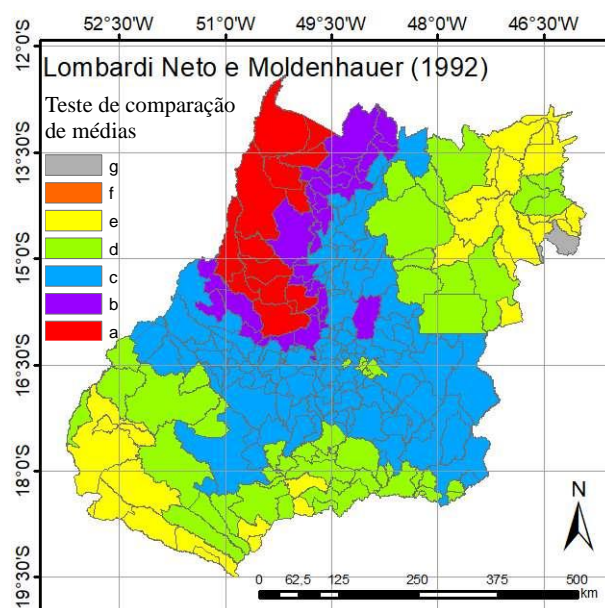 52°30'S 51°0'S 49°30'S 48°0'S 46°30'S
12°0'S
Lombardi Neto e Moldenhauer (1992)
Teste de comparação
de médias
13°30'S
g
f
e
d
15°0'S
c
b
a
16°30'S
18°0'S
N
19°30'S
0 62,5 125 250 375 500
km